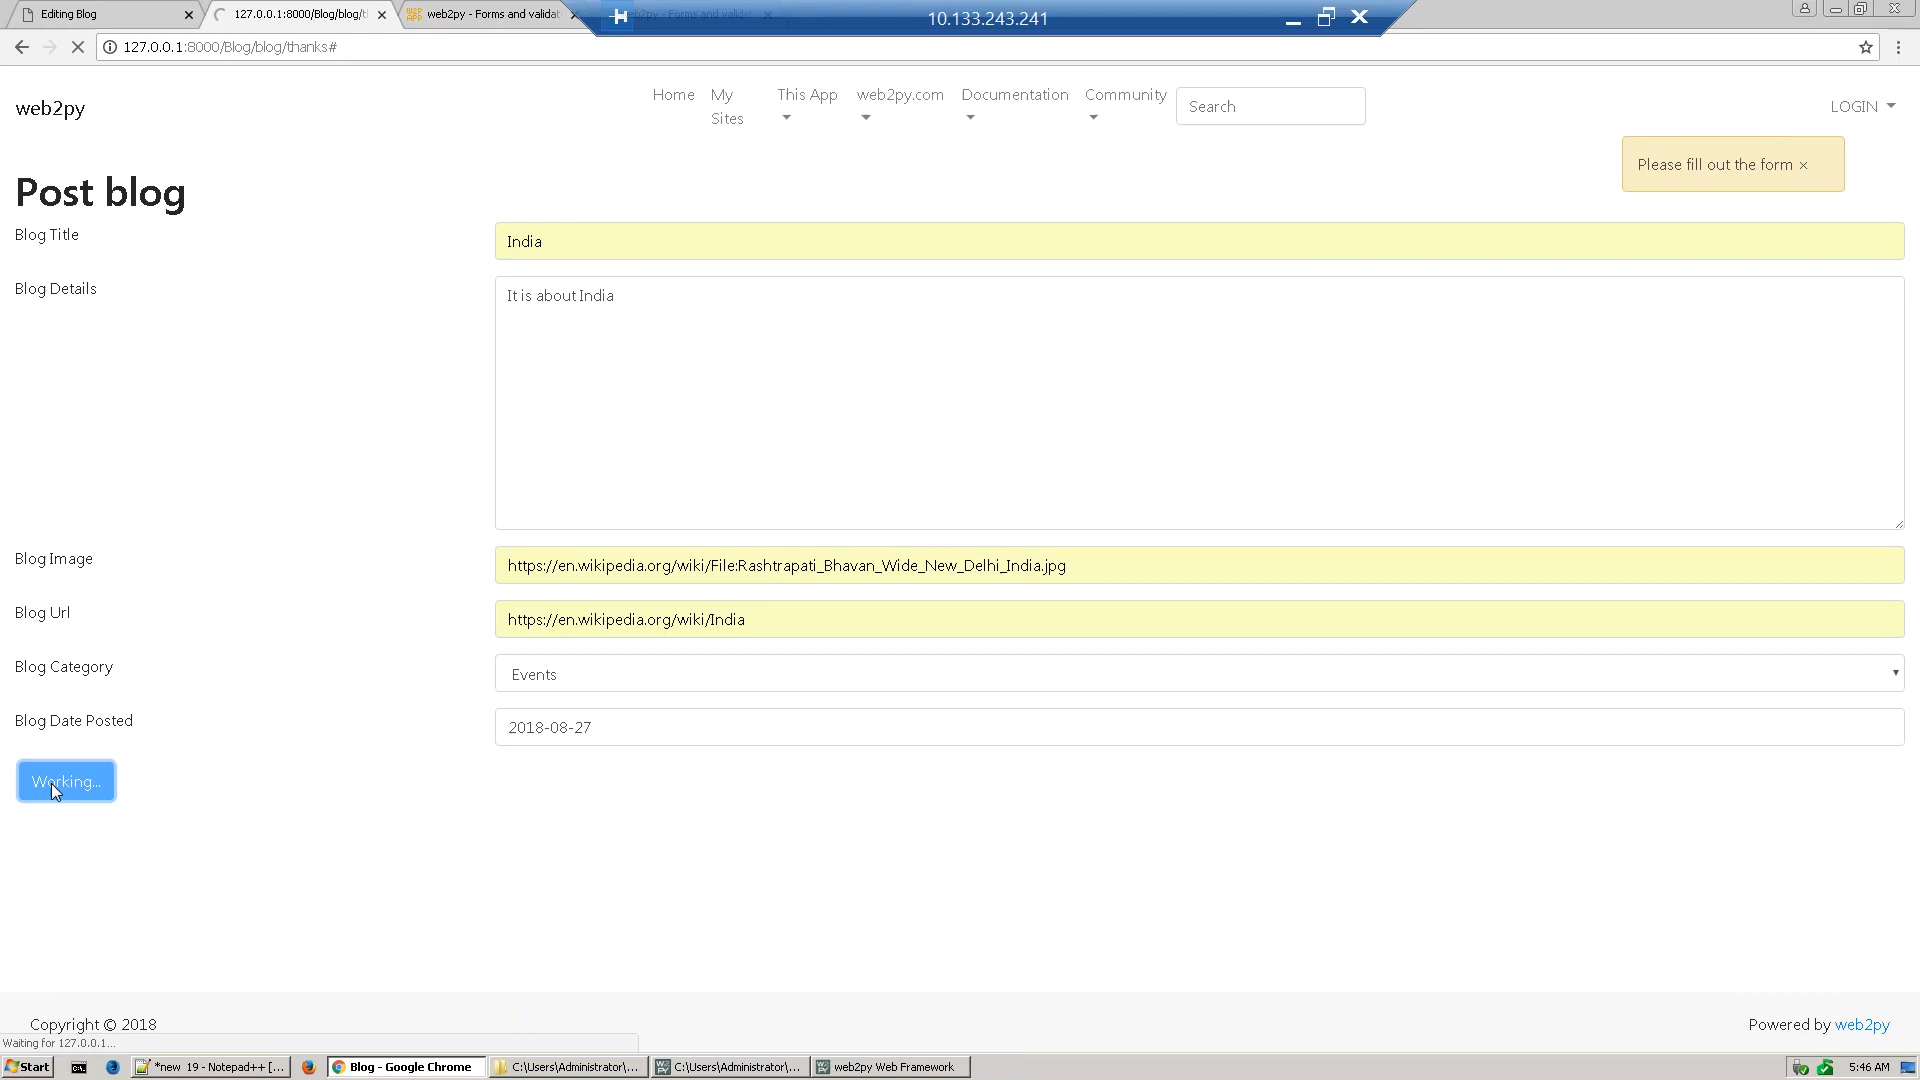 Editing Blog
127.0.0.1:8000/Blog/blog/t
web2py - Forms and validat
10.133.243.241
127.0.0.1:8000/Blog/blog/thanks#
web2py
Home
My Sites
This App
web2py.com
Documentation
Community
Search
LOGIN
Please fill out the form ×
Post blog
Blog Title
India
Blog Details
It is about India
Blog Image
https://en.wikipedia.org/wiki/File:Rashtrapati_Bhavan_Wide_New_Delhi_India.jpg
Blog Url
https://en.wikipedia.org/wiki/India
Blog Category
Events
Blog Date Posted
2018-08-27
Working...
Copyright © 2018
Powered by web2py
Waiting for 127.0.0.1...
Start
*new 19 - Notepad++ [...
Blog - Google Chrome
C:\Users\Administrator\...
C:\Users\Administrator\...
web2py Web Framework
5:46 AM